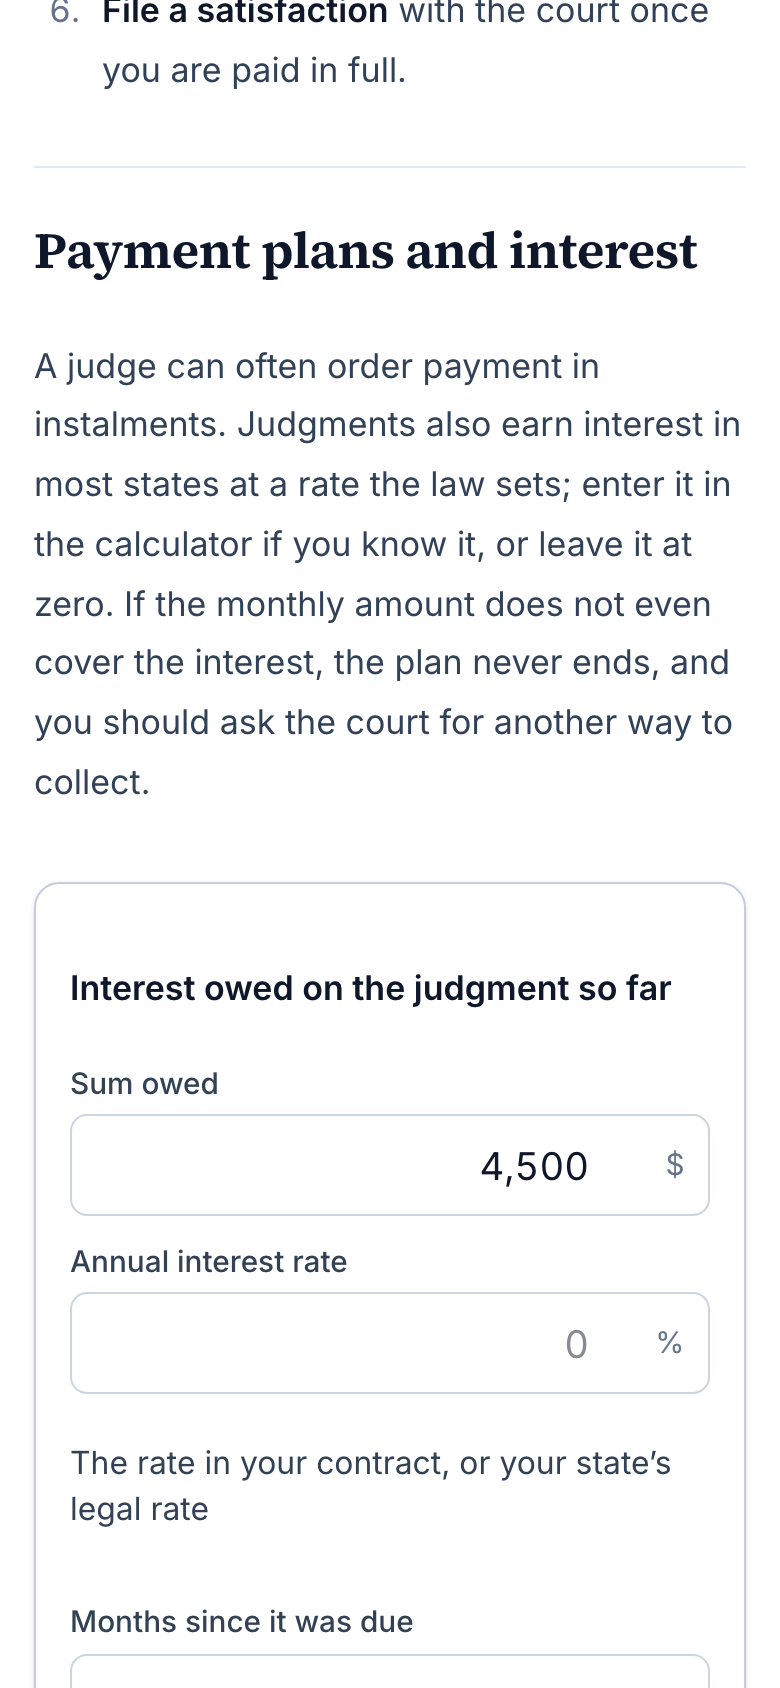 6. File a satisfaction with the court once
you are paid in full.
Payment plans and interest
A judge can often order payment in
instalments. Judgments also earn interest in
most states at a rate the law sets; enter it in
the calculator if you know it, or leave it at
zero. If the monthly amount does not even
cover the interest, the plan never ends, and
you should ask the court for another way to
collect.
Interest owed on the judgment so far
Sum owed
4,500 $
Annual interest rate
0 %
The rate in your contract, or your state’s
legal rate
Months since it was due